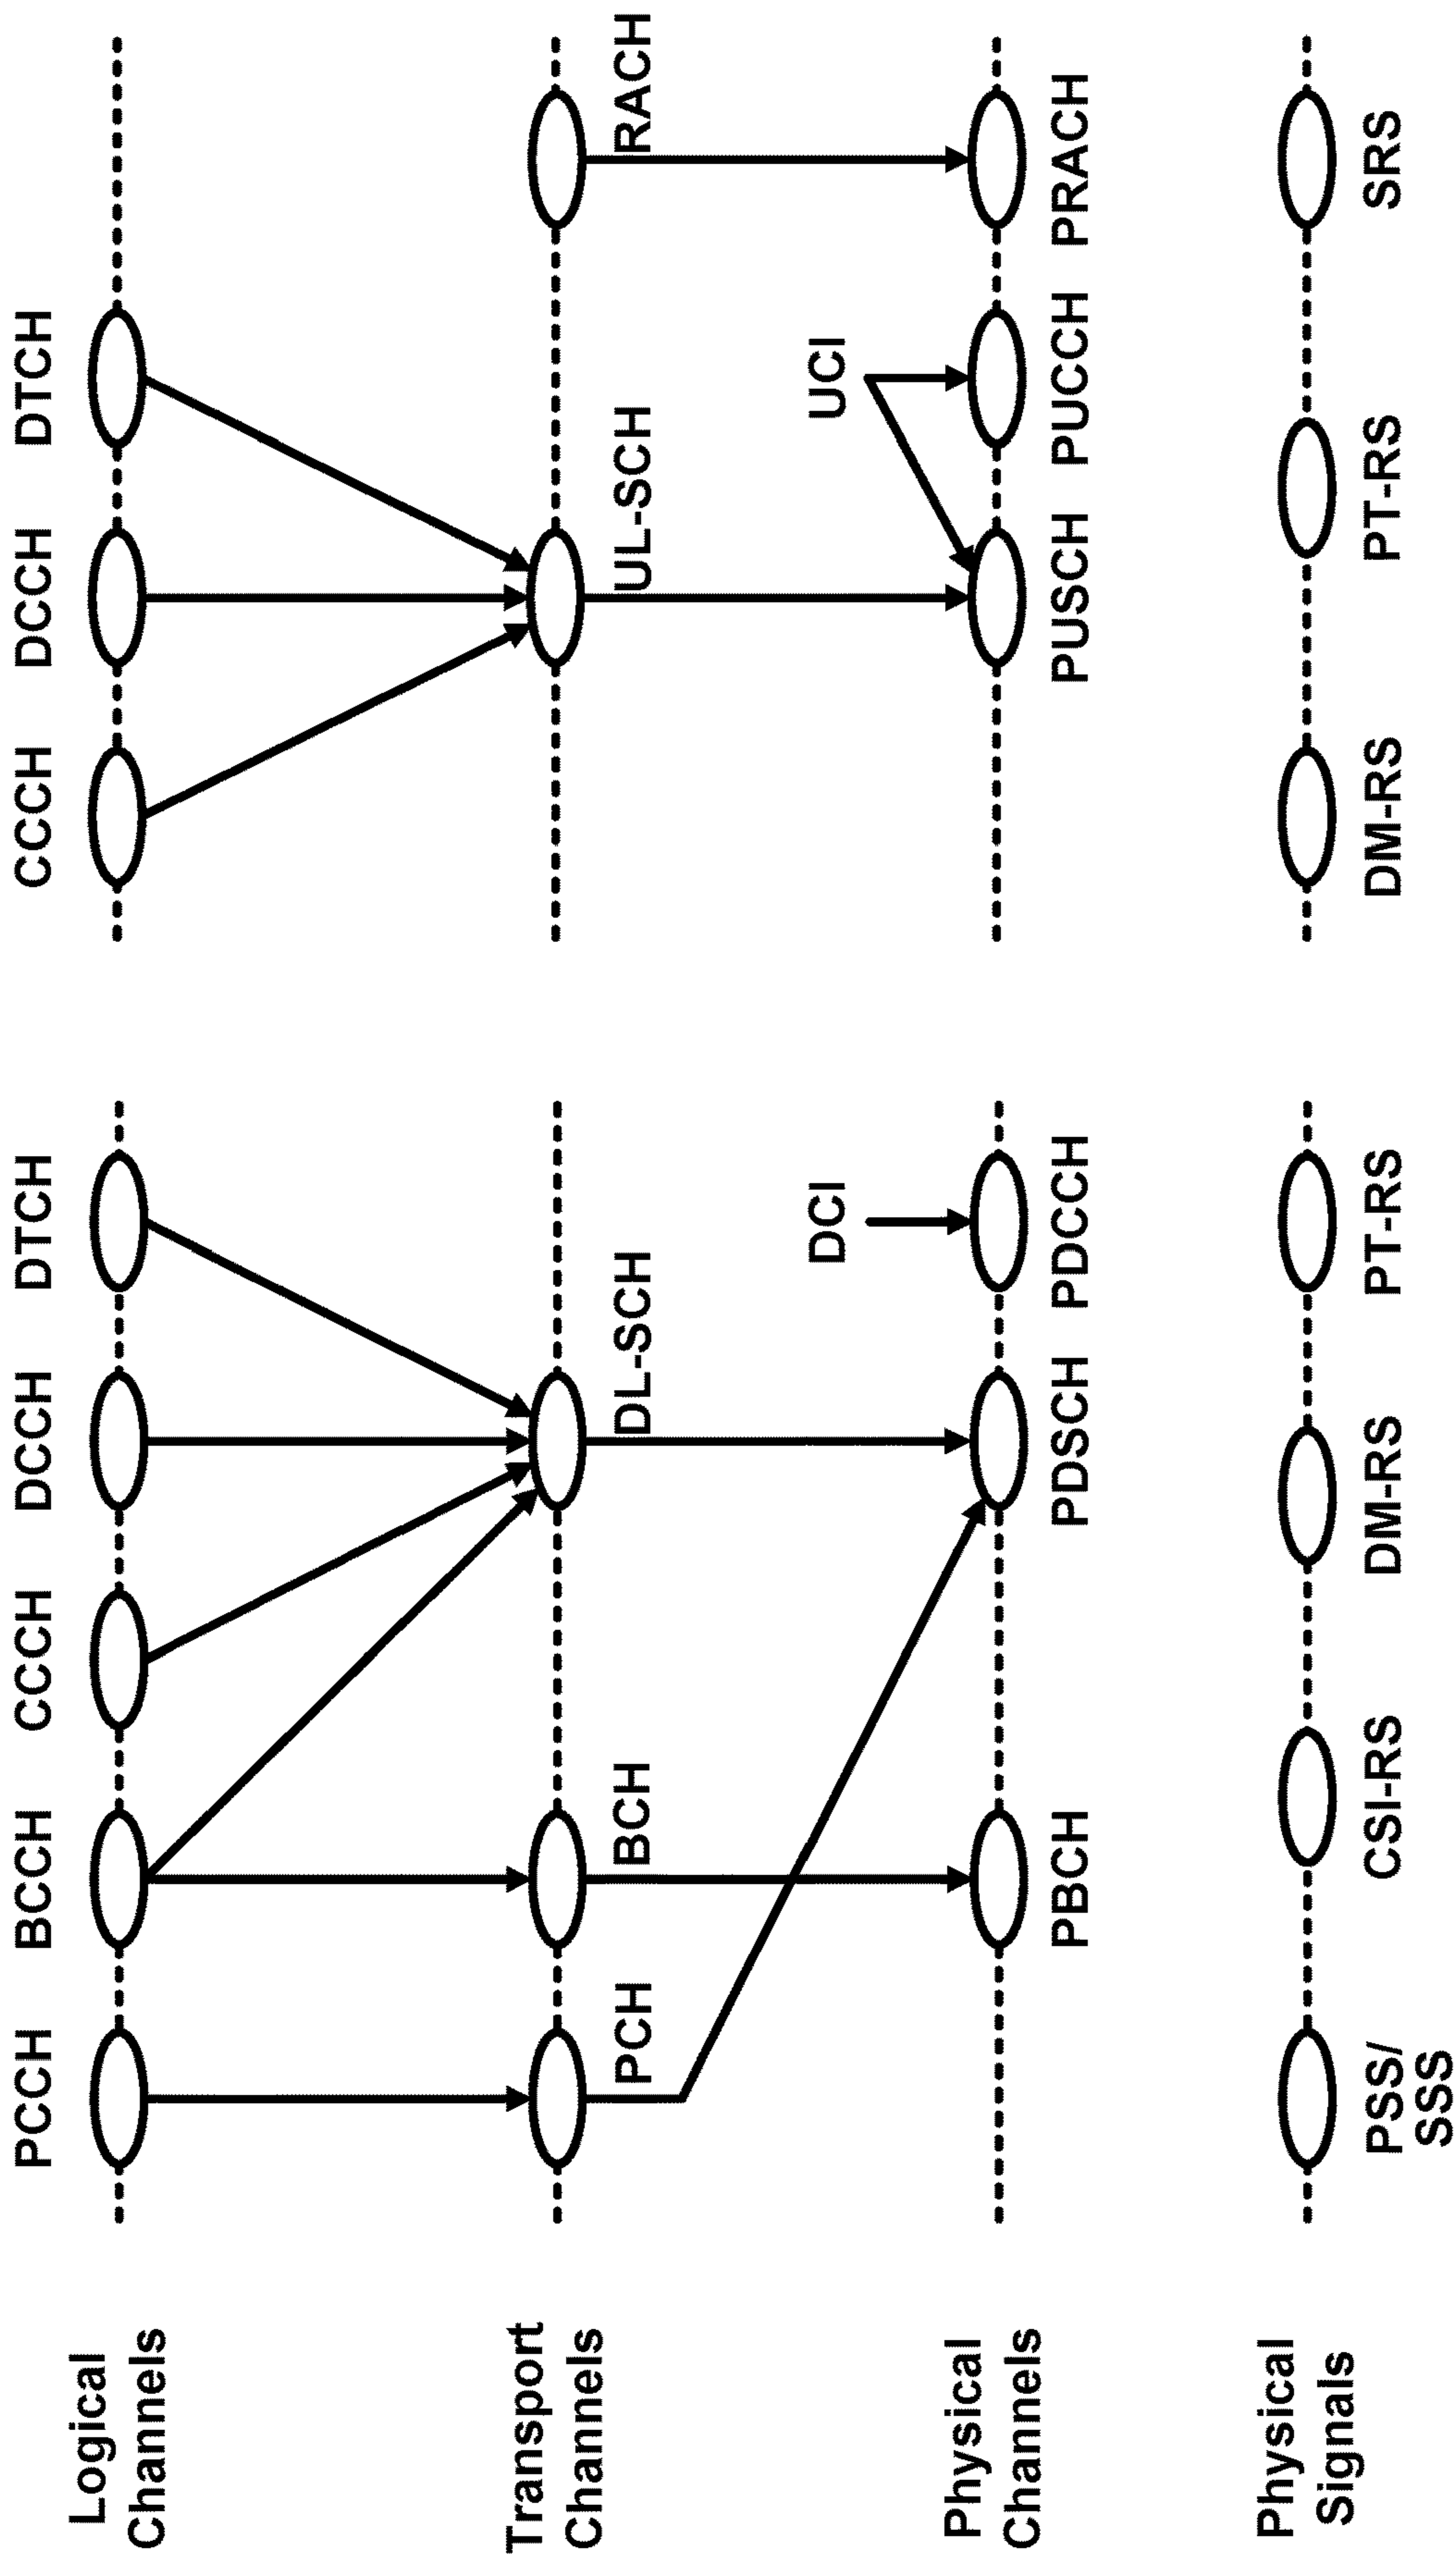 Logical
Channels
PCCH
BCCH
CCCH
DCCH
DTCH
CCCH
DCCH
DTCH
Transport
Channels
PCH
BCH
DL-SCH
UL-SCH
RACH
DCI
UCI
Physical
Channels
PBCH
PDSCH
PDCCH
PUSCH
PUCCH
PRACH
Physical
Signals
PSS/
SSS
CSI-RS
DM-RS
PT-RS
DM-RS
PT-RS
SRS